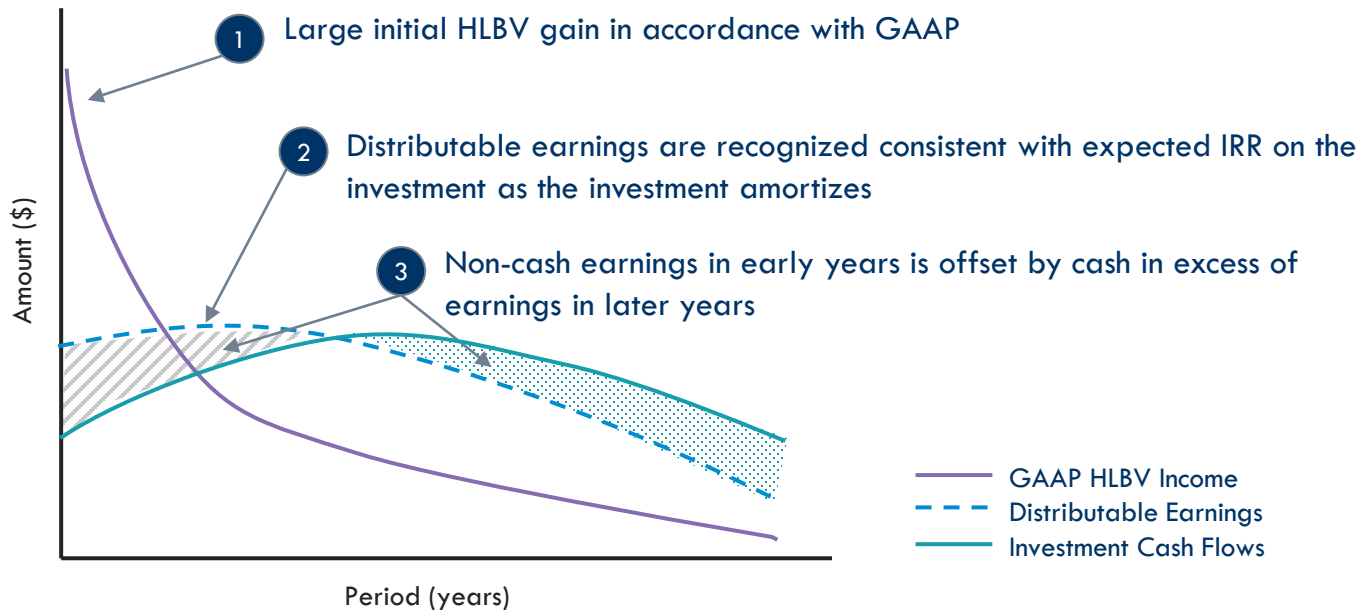 1
Large initial HLBV gain in accordance with GAAP
2
Distributable earnings are recognized consistent with expected IRR on the
investment as the investment amortizes
3
Non-cash earnings in early years is offset by cash in excess of
earnings in later years
Amount ($)
GAAP HLBV Income
Distributable Earnings
Investment Cash Flows
Period (years)